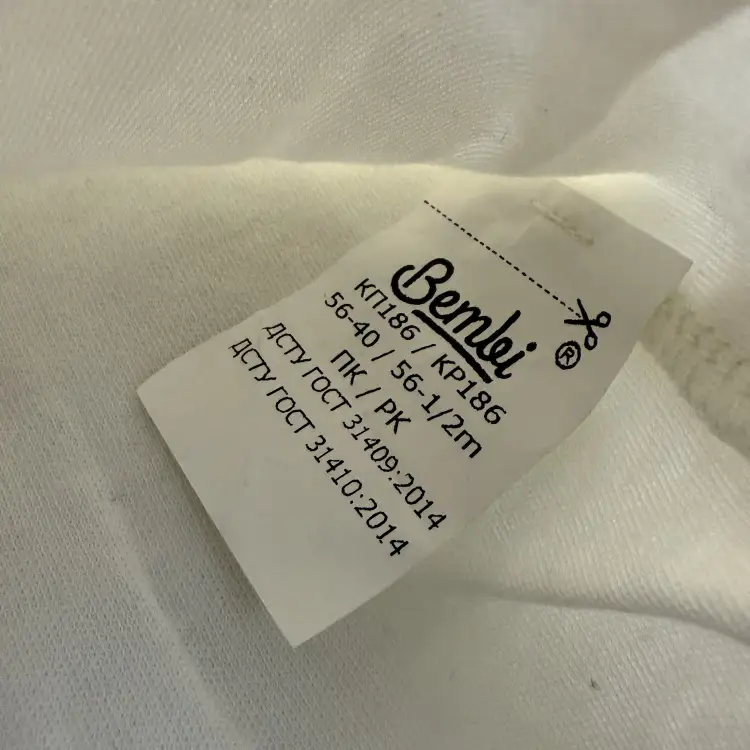 Bembi ®
КП186 / KP186
56-40 / 56-1/2m
ПК / PK
ДСТУ ГОСТ 31409:2014
ДСТУ ГОСТ 31410:2014